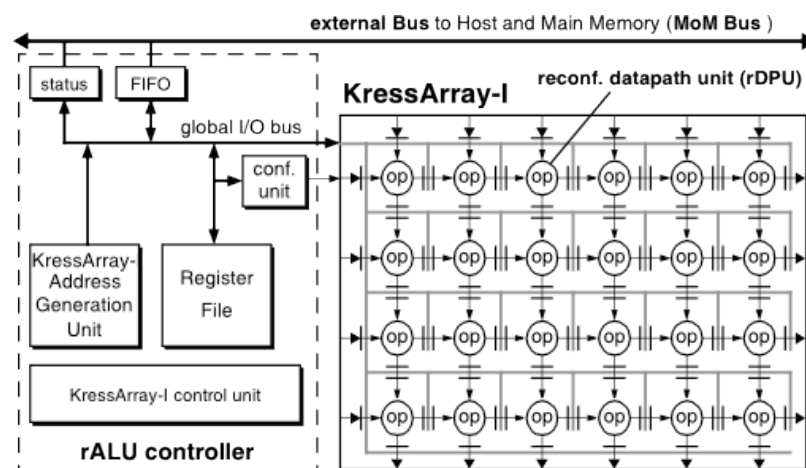 external Bus to Host and Main Memory (MoM Bus )
status
FIFO
reconf. datapath unit (rDPU)
KressArray-I
global I/O bus
conf.
unit
op op op op op op
KressArray-
Address
Generation
Unit
Register
File
op op op op op op
op op op op op op
KressArray-I control unit
op op op op op op
rALU controller